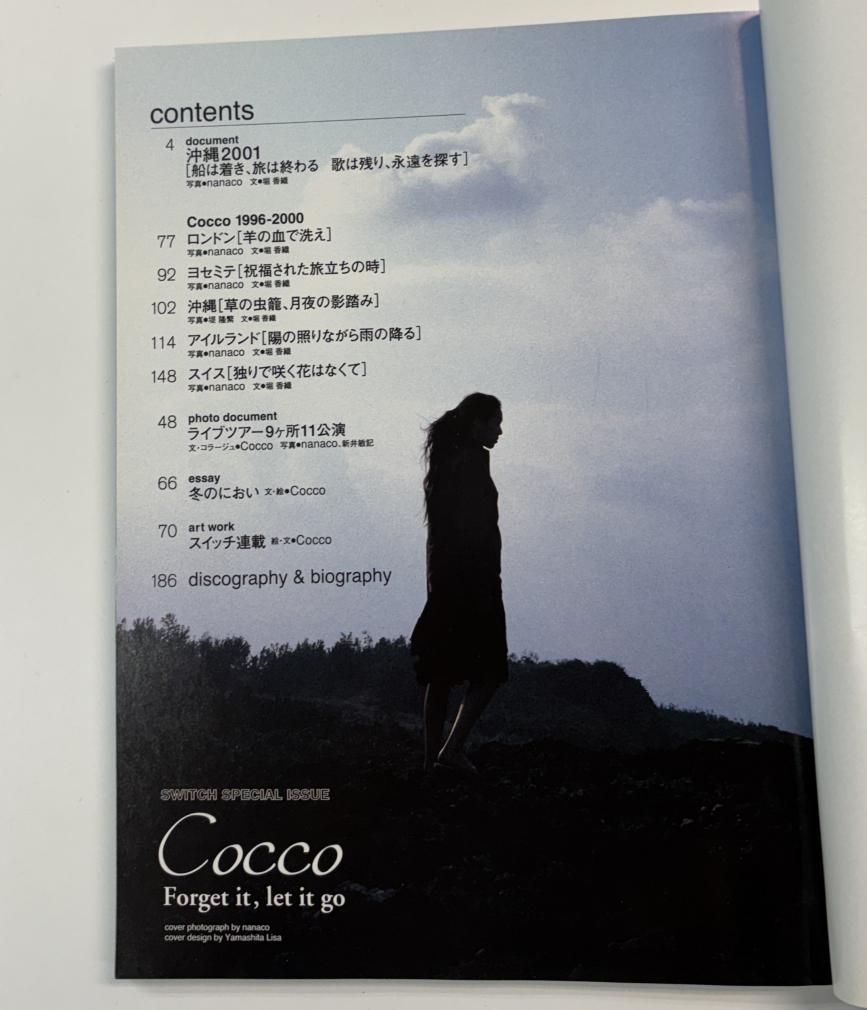 contents
4 document
沖縄2001
[船は着き、旅は終わる 歌は残り、永遠を探す]
写真●nanaco 文●堀 香織
Cocco 1996-2000
77 ロンドン[羊の血で洗え]
写真●nanaco 文●堀 香織
92 ヨセミテ[祝福された旅立ちの時]
写真●nanaco 文●堀 香織
102 沖縄[草の虫籠、月夜の影踏み]
写真●堤 隆繁 文●堀 香織
114 アイルランド[陽の照りながら雨の降る]
写真●nanaco 文●堀 香織
148 スイス[独りで咲く花はなくて]
写真●nanaco 文●堀 香織
48 photo document
ライブツアー9ヶ所11公演
文・コラージュ●Cocco 写真●nanaco、新井敏記
66 essay
冬のにおい 文・絵●Cocco
70 art work
スイッチ連載 絵・文●Cocco
186 discography & biography
SWITCH SPECIAL ISSUE
Cocco
Forget it, let it go
cover photograph by nanaco
cover design by Yamashita Lisa